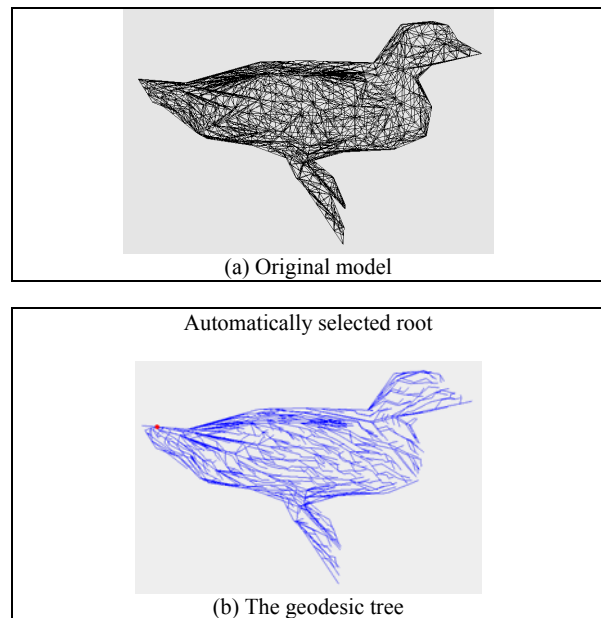 (a) Original model
Automatically selected root
(b) The geodesic tree